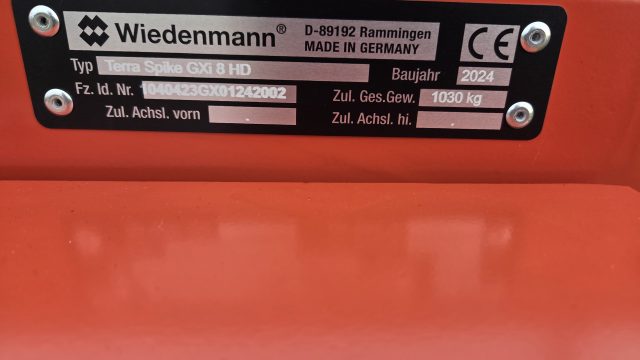 Wiedenmann® D-89192 Rammingen
MADE IN GERMANY
CE
Typ Terra Spike GXi 8 HD Baujahr 2024
Fz. Id. Nr. 1040423GX01242002 Zul. Ges.Gew. 1030 kg
Zul. Achsl. vorn Zul. Achsl. hi.